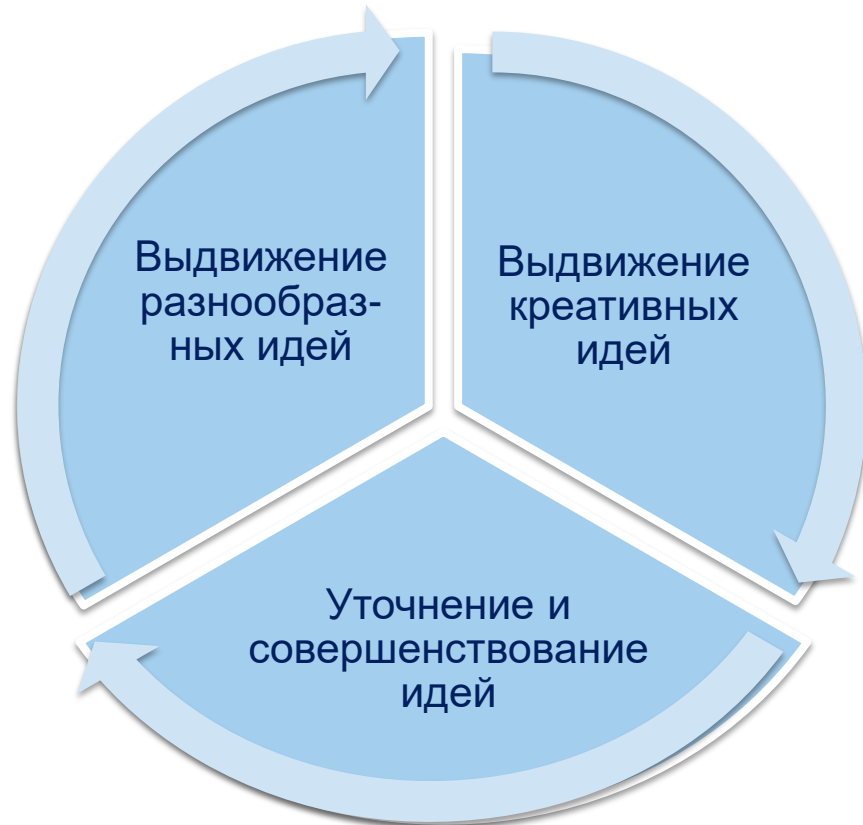 Выдвижение
разнообраз-
ных идей
Выдвижение
креативных
идей
Уточнение и
совершенствование
идей